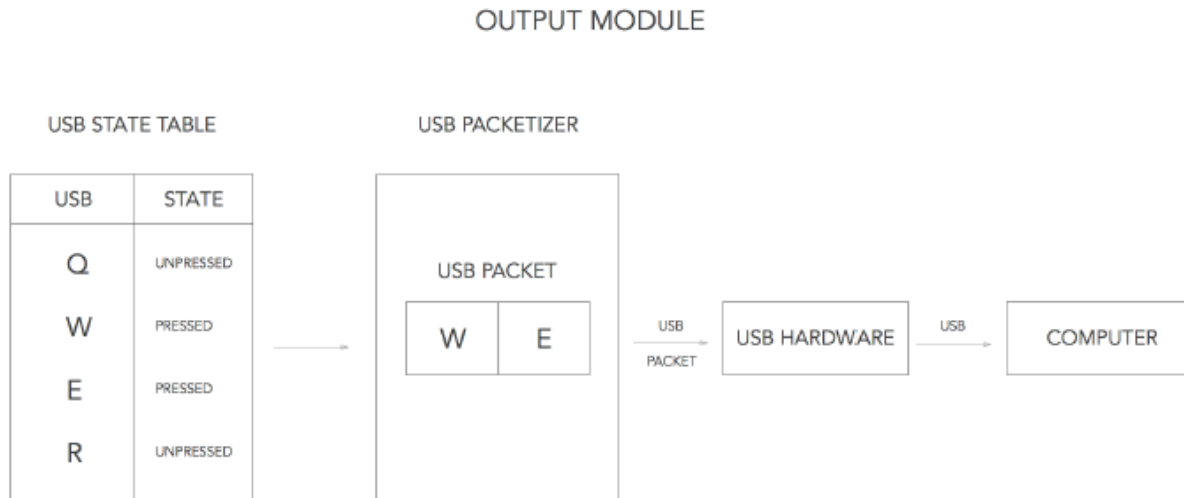 OUTPUT MODULE
USB STATE TABLE
USB STATE
Q UNPRESSED
W PRESSED
E PRESSED
R UNPRESSED
USB PACKETIZER
USB PACKET
W E
USB
PACKET
USB HARDWARE
USB
COMPUTER